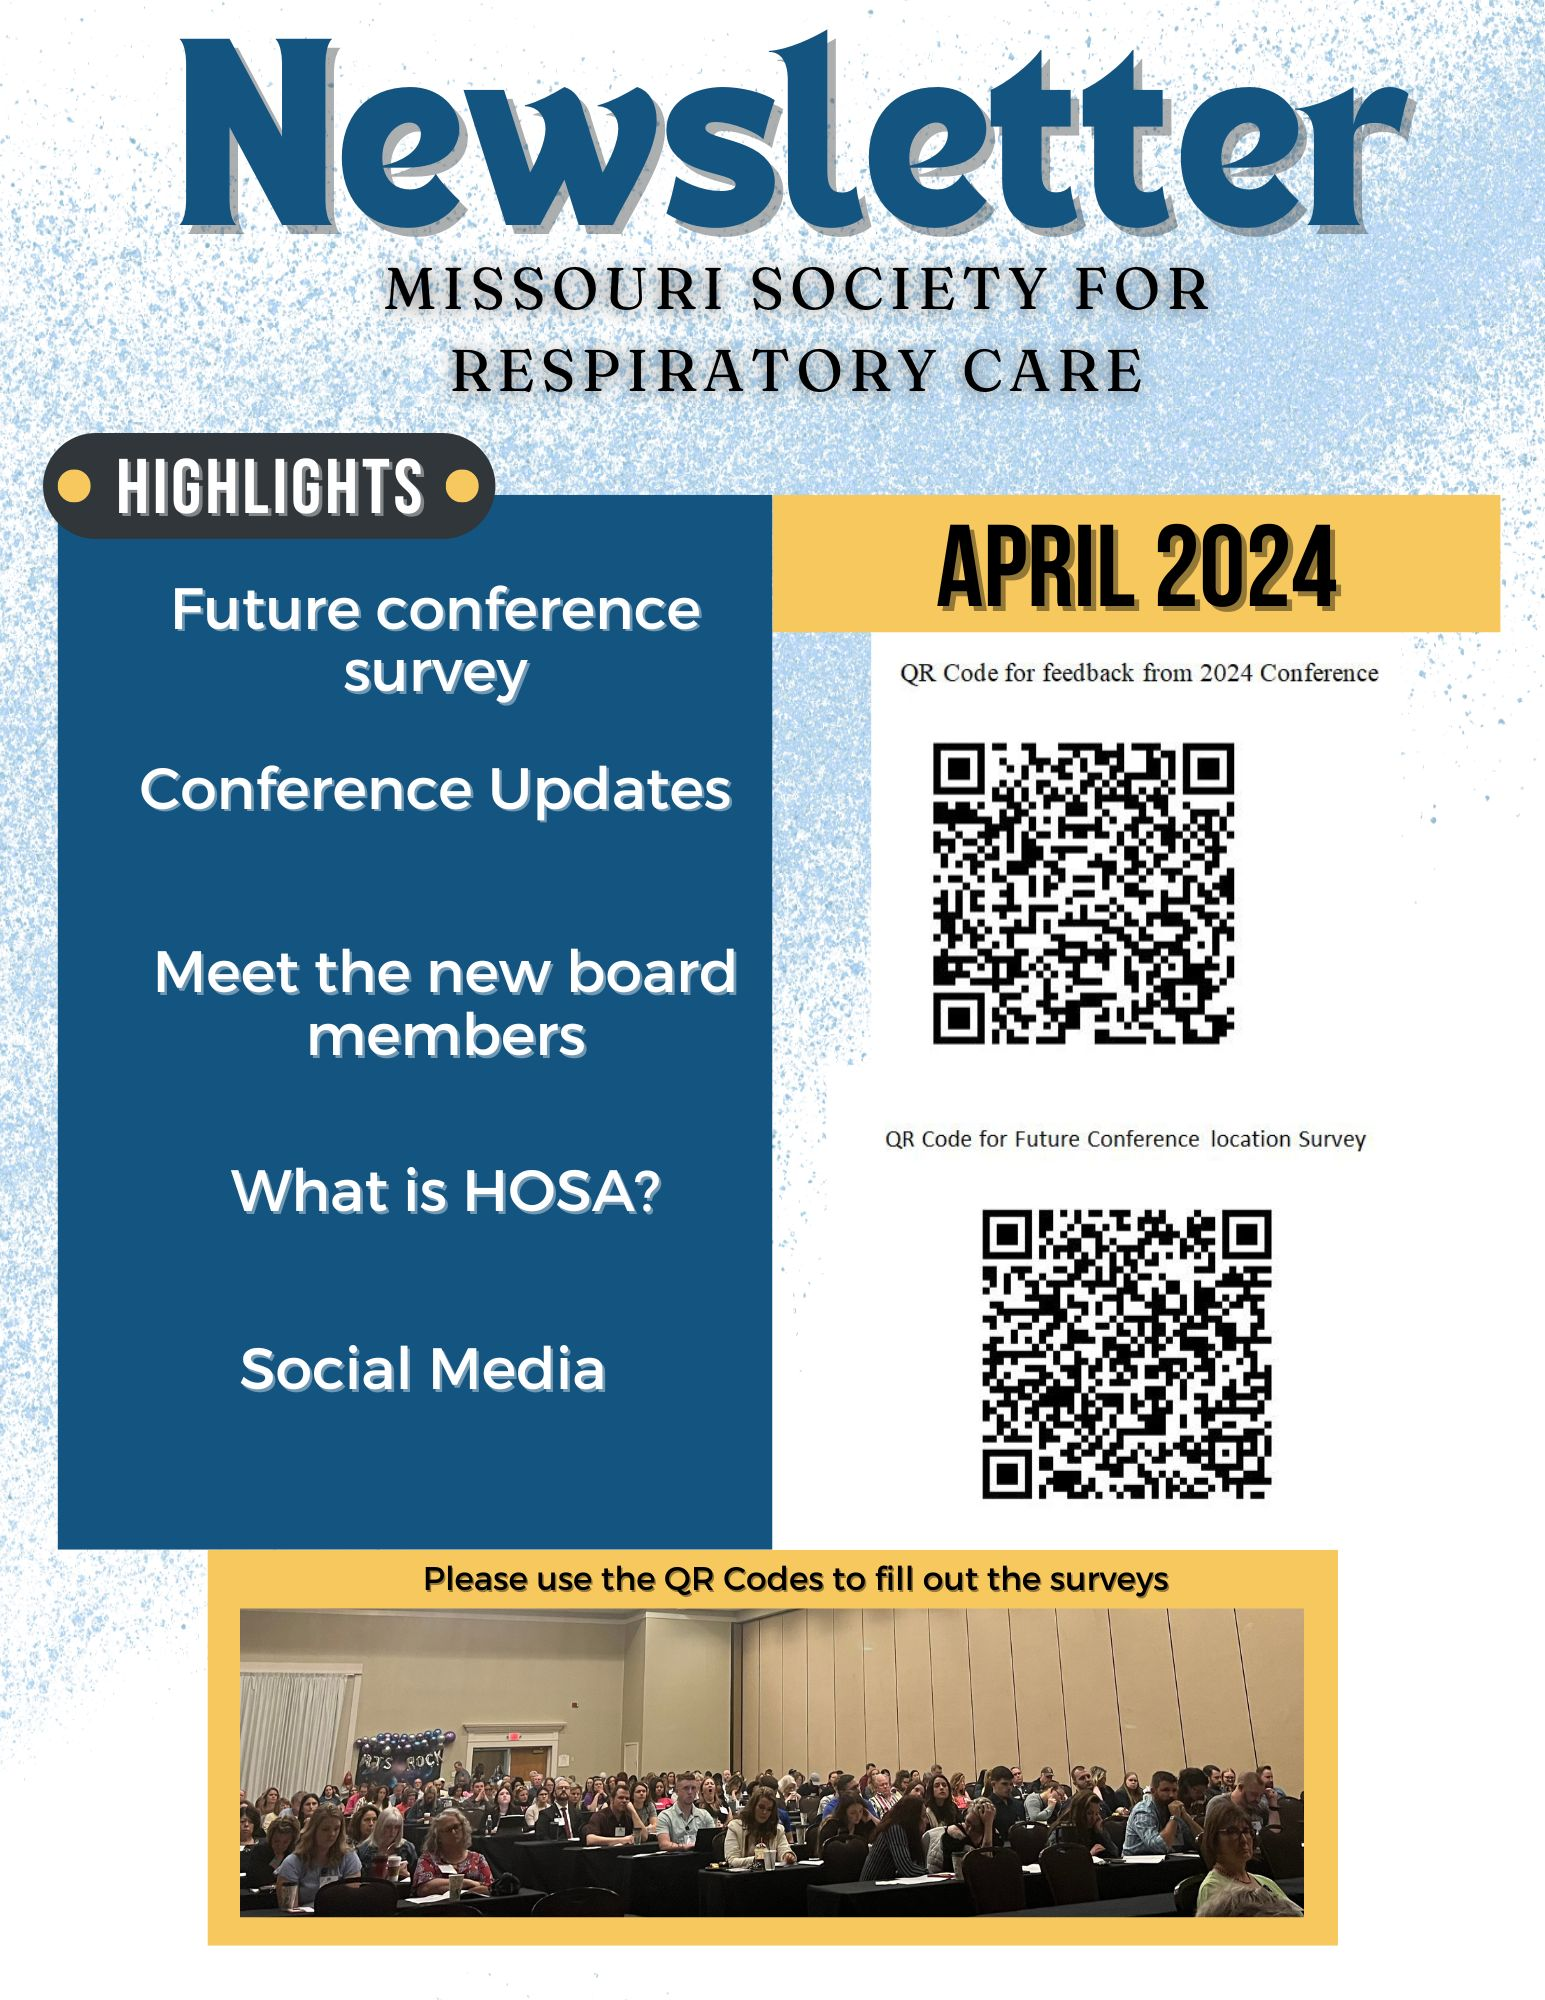 Newsletter
MISSOURI SOCIETY FOR
RESPIRATORY CARE
HIGHLIGHTS
APRIL 2024
Future conference
survey
Conference Updates
Meet the new board
members
What is HOSA?
Social Media
QR Code for feedback from 2024 Conference
QR Code for Future Conference location Survey
Please use the QR Codes to fill out the surveys
RTS ROCK